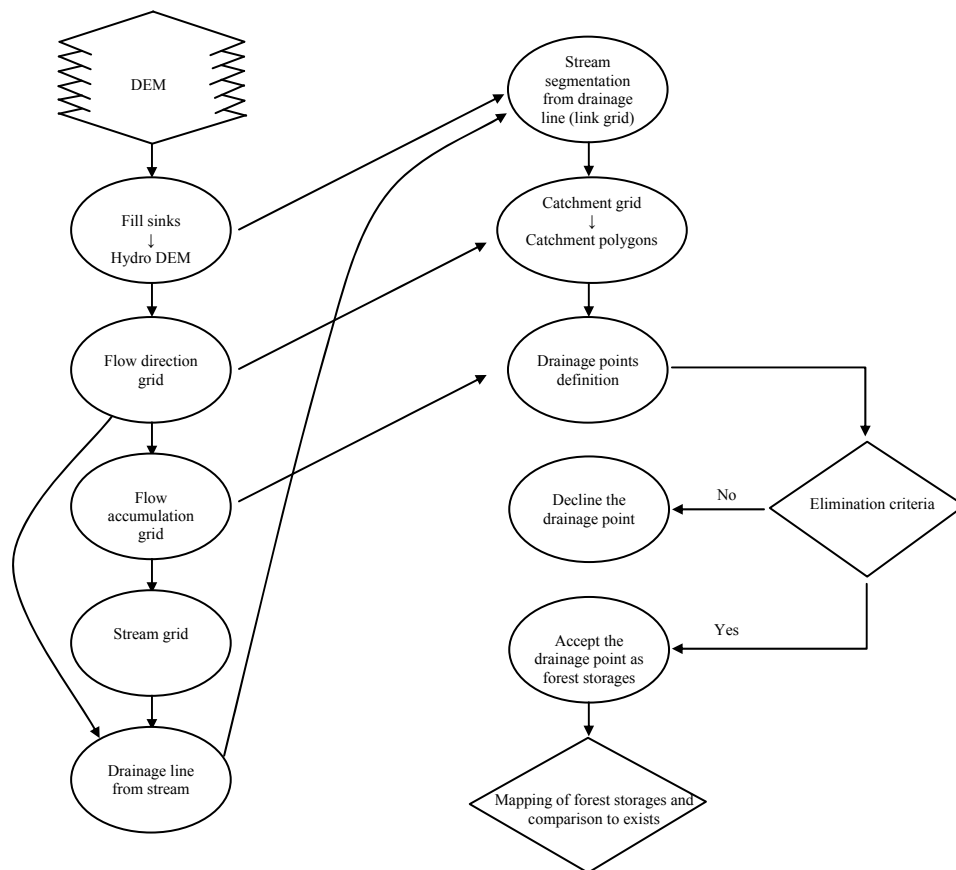 DEM
Fill sinks
↓
Hydro DEM
Flow direction
grid
Flow
accumulation
grid
Stream grid
Drainage line
from stream
Stream
segmentation
from drainage
line (link grid)
Catchment grid
↓
Catchment polygons
Drainage points
definition
Elimination criteria
No
Decline the
drainage point
Yes
Accept the
drainage point as
forest storages
Mapping of forest storages and
comparison to exists